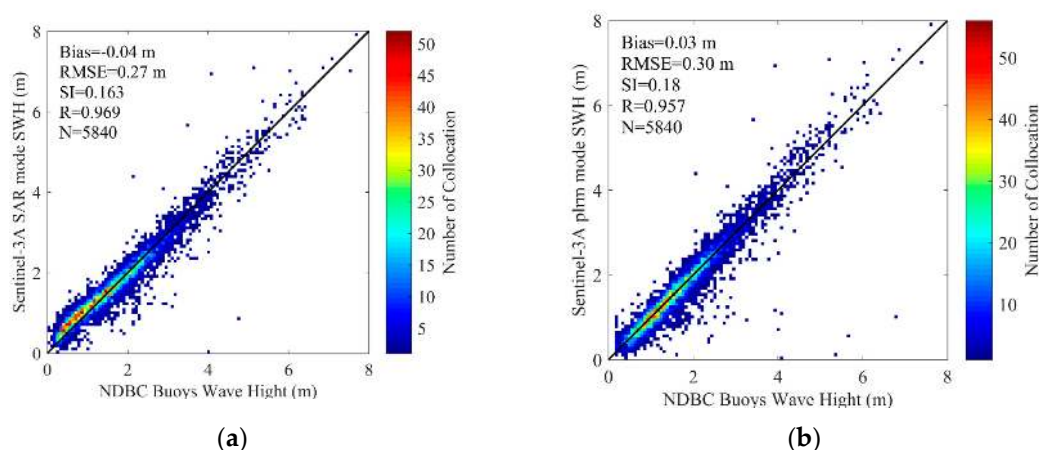 Bias=-0.04 m
RMSE=0.27 m
SI=0.163
R=0.969
N=5840
Sentinel-3A SAR mode SWH (m)
8
6
4
2
0
0 2 4 6 8
NDBC Buoys Wave Hight (m)
50
45
40
35
30
25
20
15
10
5
Number of Collocation
(a)
Bias=0.03 m
RMSE=0.30 m
SI=0.18
R=0.957
N=5840
Sentinel-3A plrm mode SWH (m)
8
6
4
2
0
0 2 4 6 8
NDBC Buoys Wave Hight (m)
50
40
30
20
10
Number of Collocation
(b)